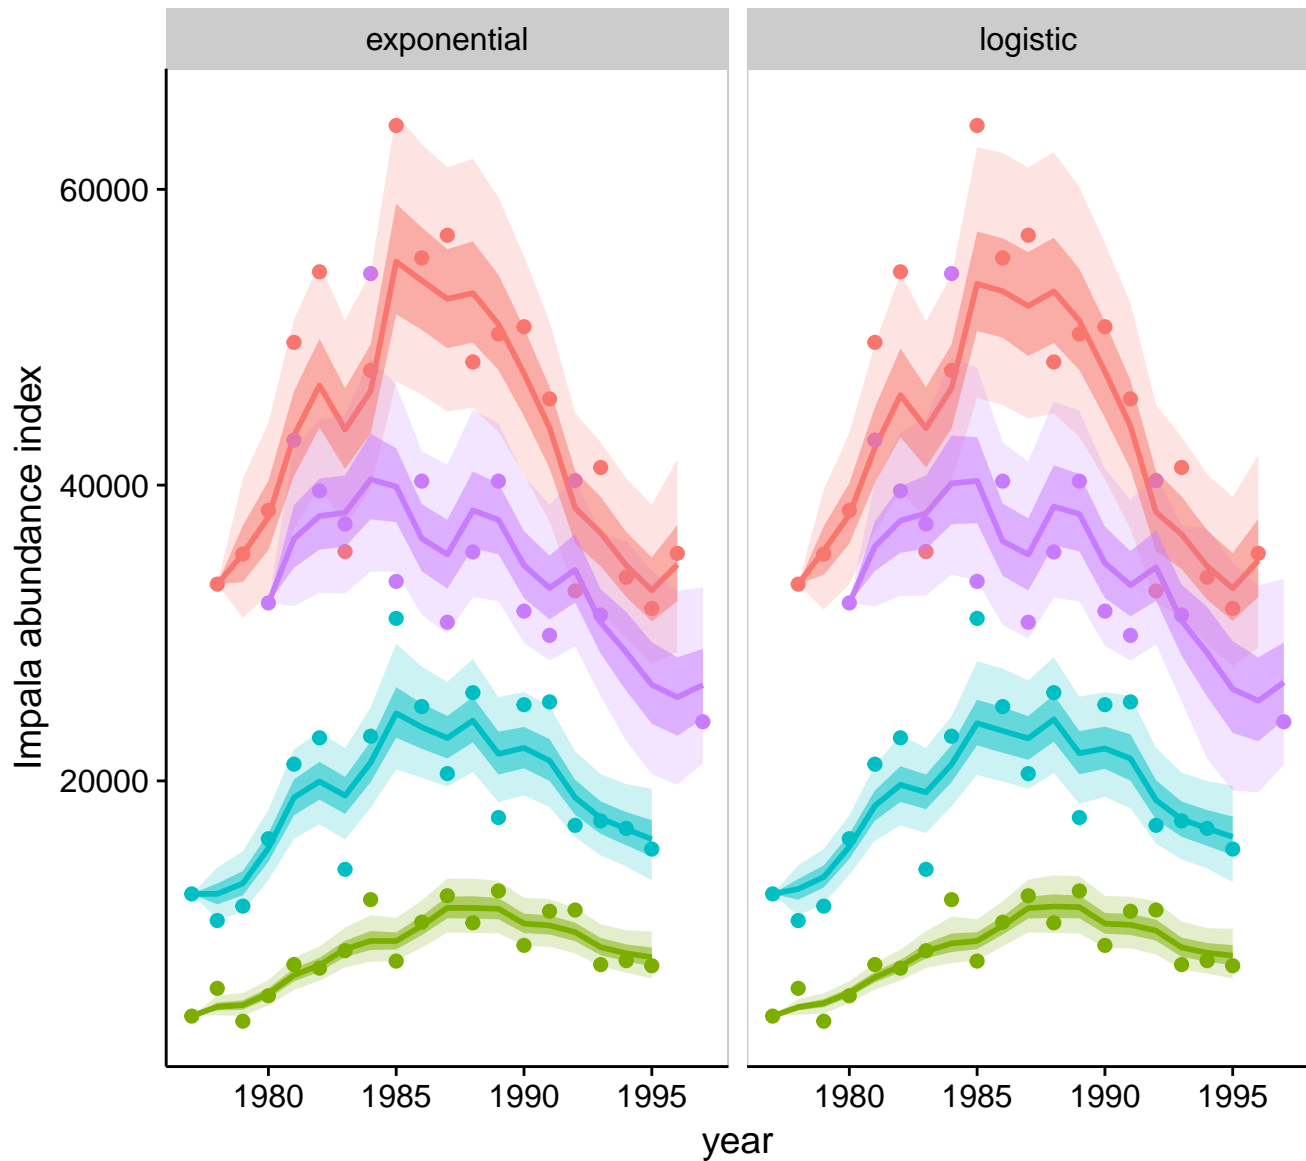 exponential
logistic
Impala abundance index
60000
40000
20000
1980 1985 1990 1995
1980 1985 1990 1995
year